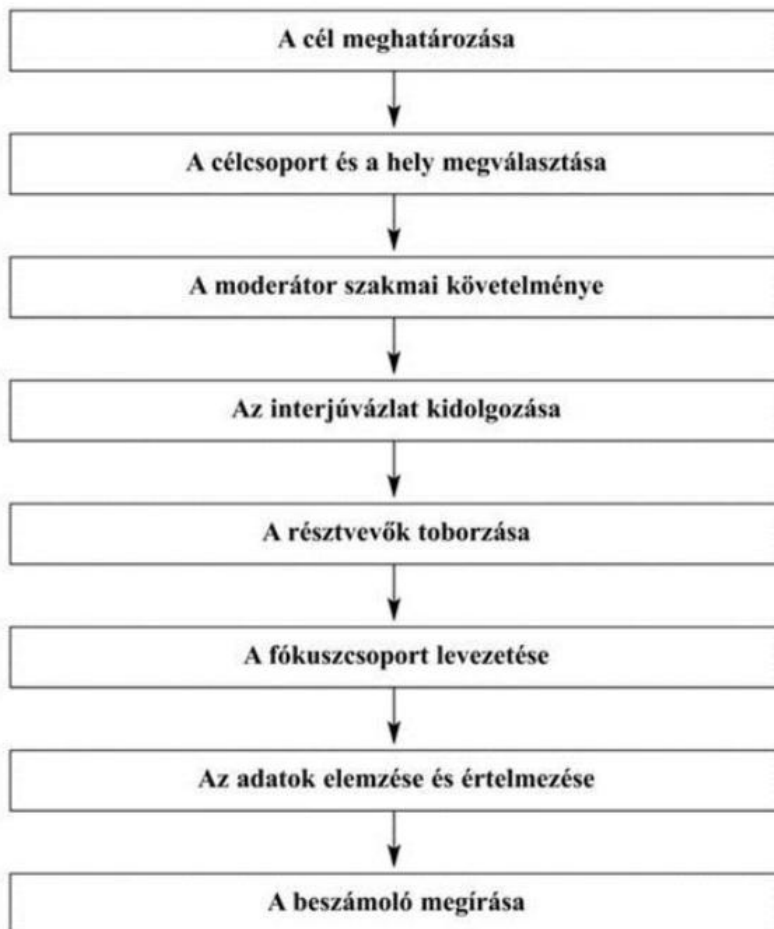 A cél meghatározása
A célcsoport és a hely megválasztása
A moderátor szakmai követelménye
Az interjúvázlat kidolgozása
A résztvevők toborzása
A fókuszcsoport levezetése
Az adatok elemzése és értelmezése
A beszámoló megírása